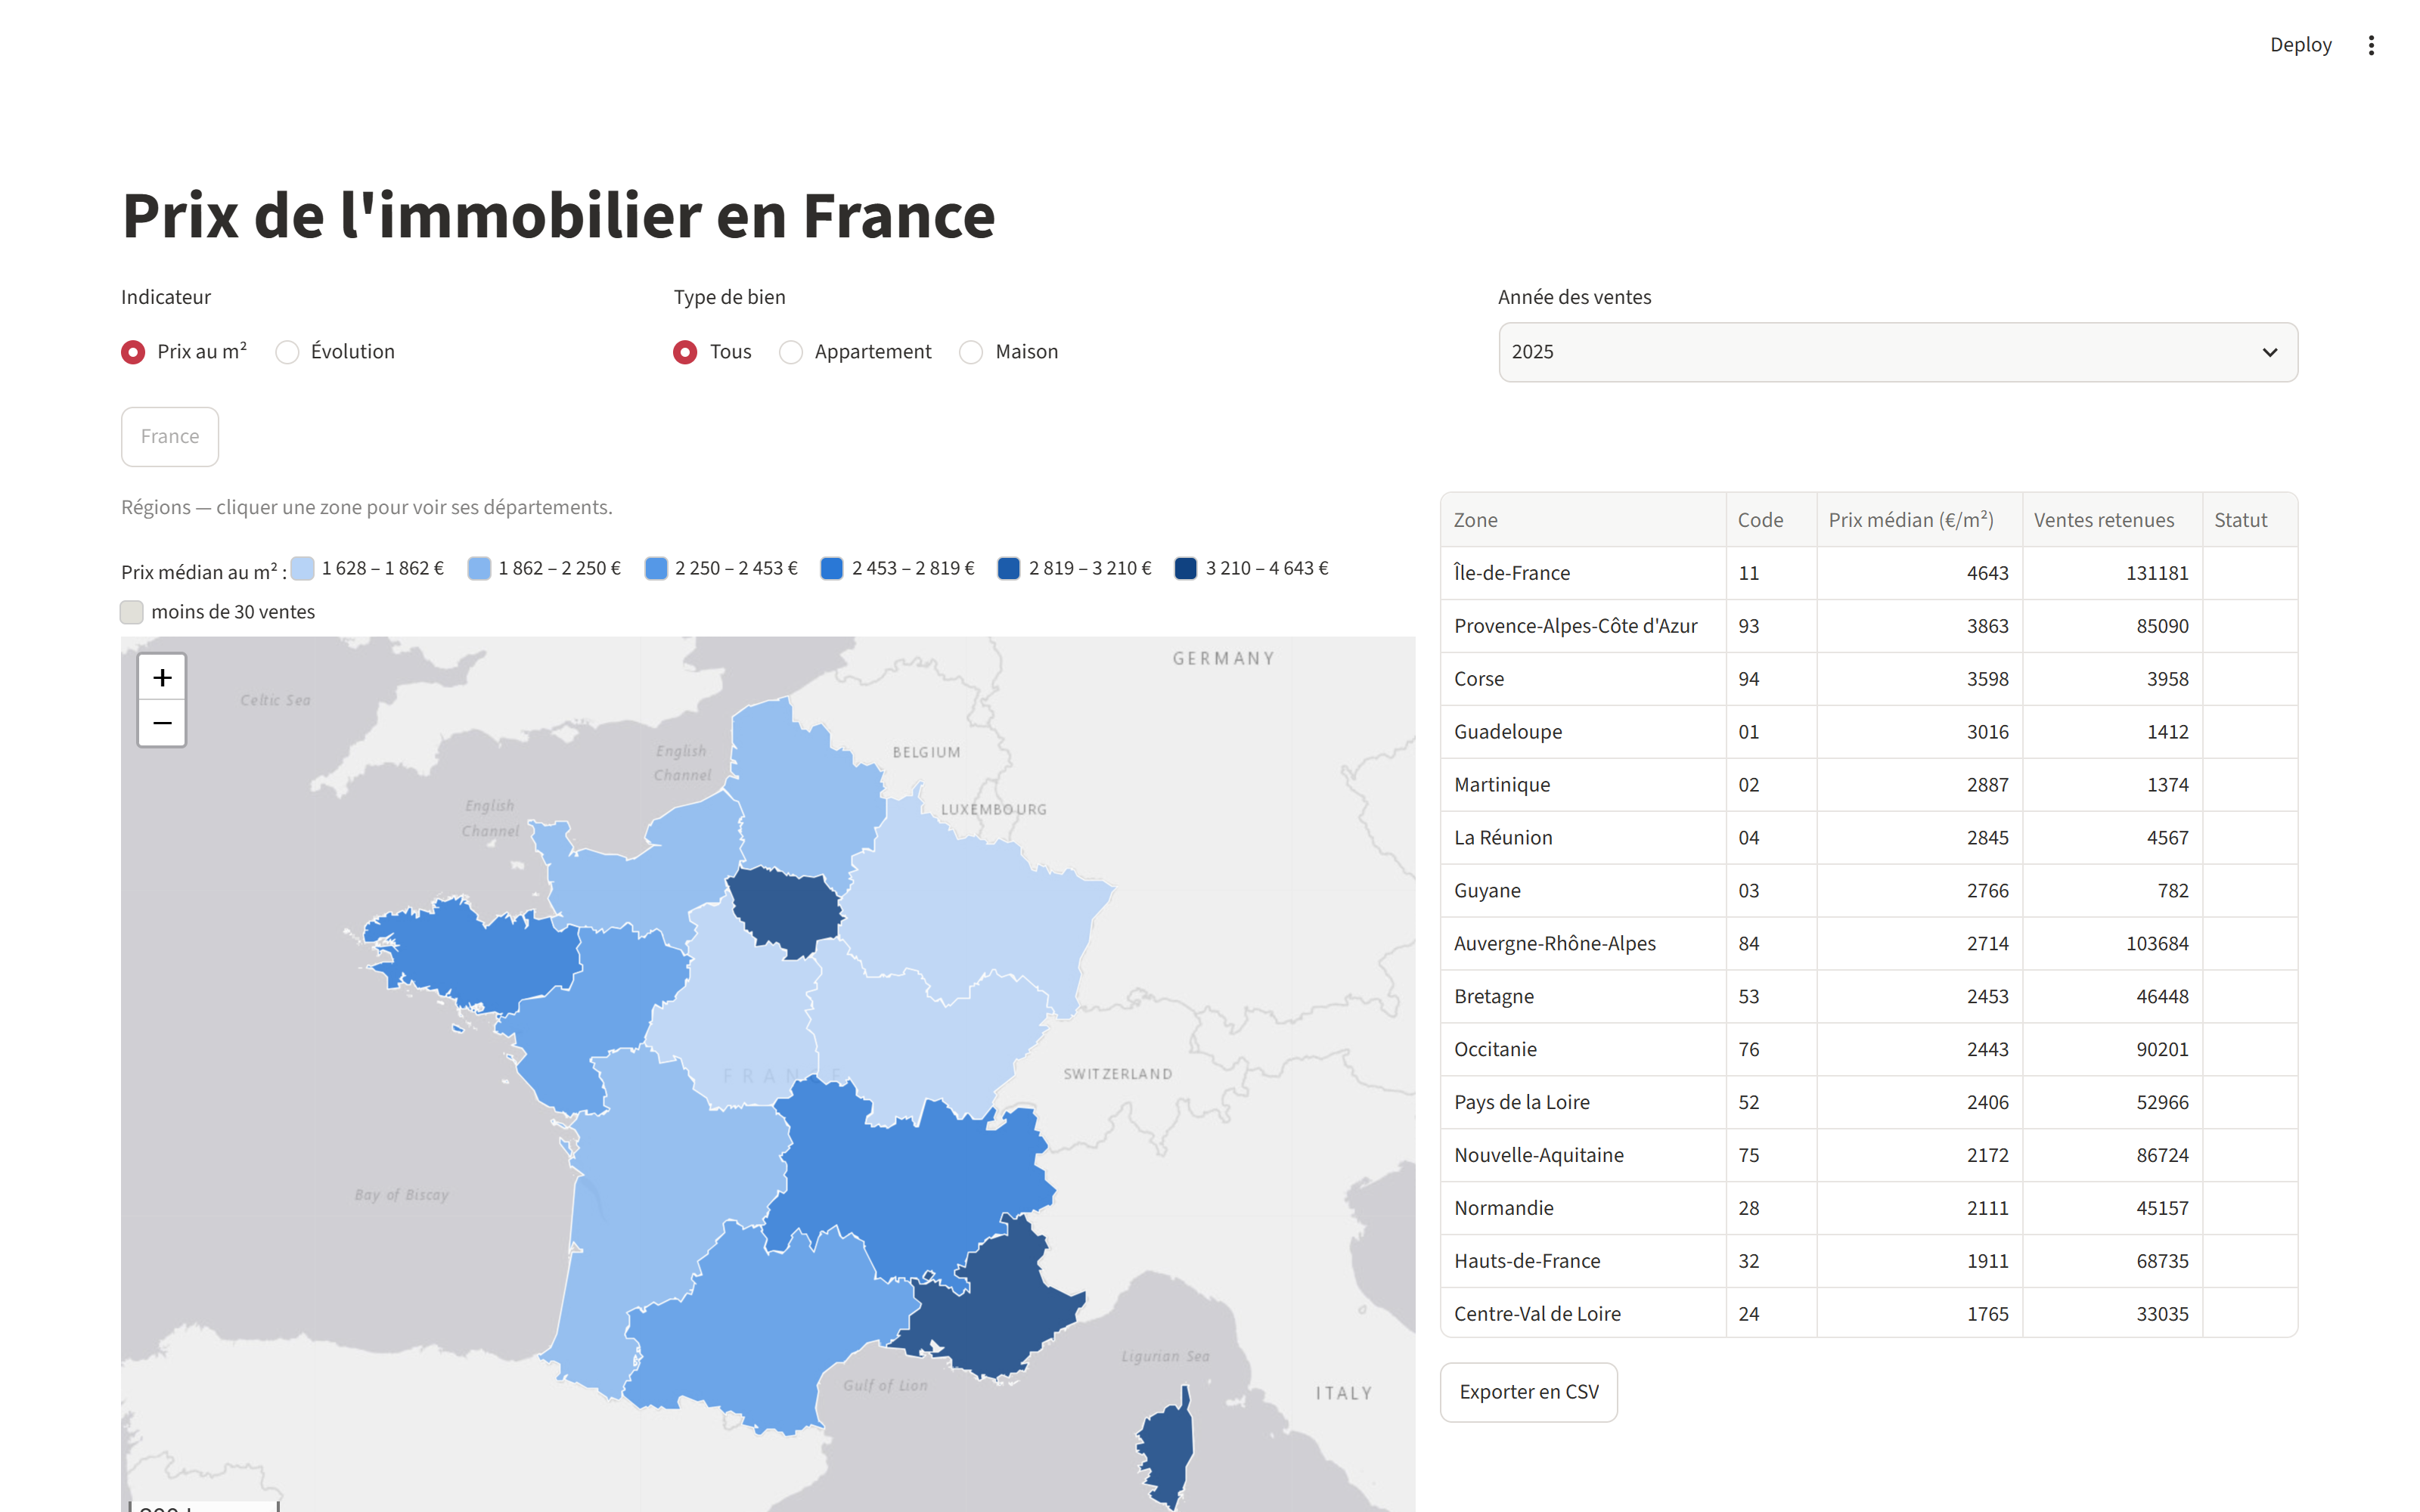 Deploy
Prix de l'immobilier en France
Indicateur
Prix au m² Évolution
Type de bien
Tous Appartement Maison
Année des ventes
2025
France
Régions — cliquer une zone pour voir ses départements.
Prix médian au m² : 1 628 – 1 862 € 1 862 – 2 250 € 2 250 – 2 453 € 2 453 – 2 819 € 2 819 – 3 210 € 3 210 – 4 643 €
moins de 30 ventes
+
−
Celtic Sea
GERMANY
English
Channel
BELGIUM
English
Channel
LUXEMBOURG
FRANCE
SWITZERLAND
Bay of Biscay
Ligurian Sea
Gulf of Lion
ITALY
Zone Code Prix médian (€/m²) Ventes retenues Statut
Île-de-France 11 4643 131181
Provence-Alpes-Côte d'Azur 93 3863 85090
Corse 94 3598 3958
Guadeloupe 01 3016 1412
Martinique 02 2887 1374
La Réunion 04 2845 4567
Guyane 03 2766 782
Auvergne-Rhône-Alpes 84 2714 103684
Bretagne 53 2453 46448
Occitanie 76 2443 90201
Pays de la Loire 52 2406 52966
Nouvelle-Aquitaine 75 2172 86724
Normandie 28 2111 45157
Hauts-de-France 32 1911 68735
Centre-Val de Loire 24 1765 33035
Exporter en CSV